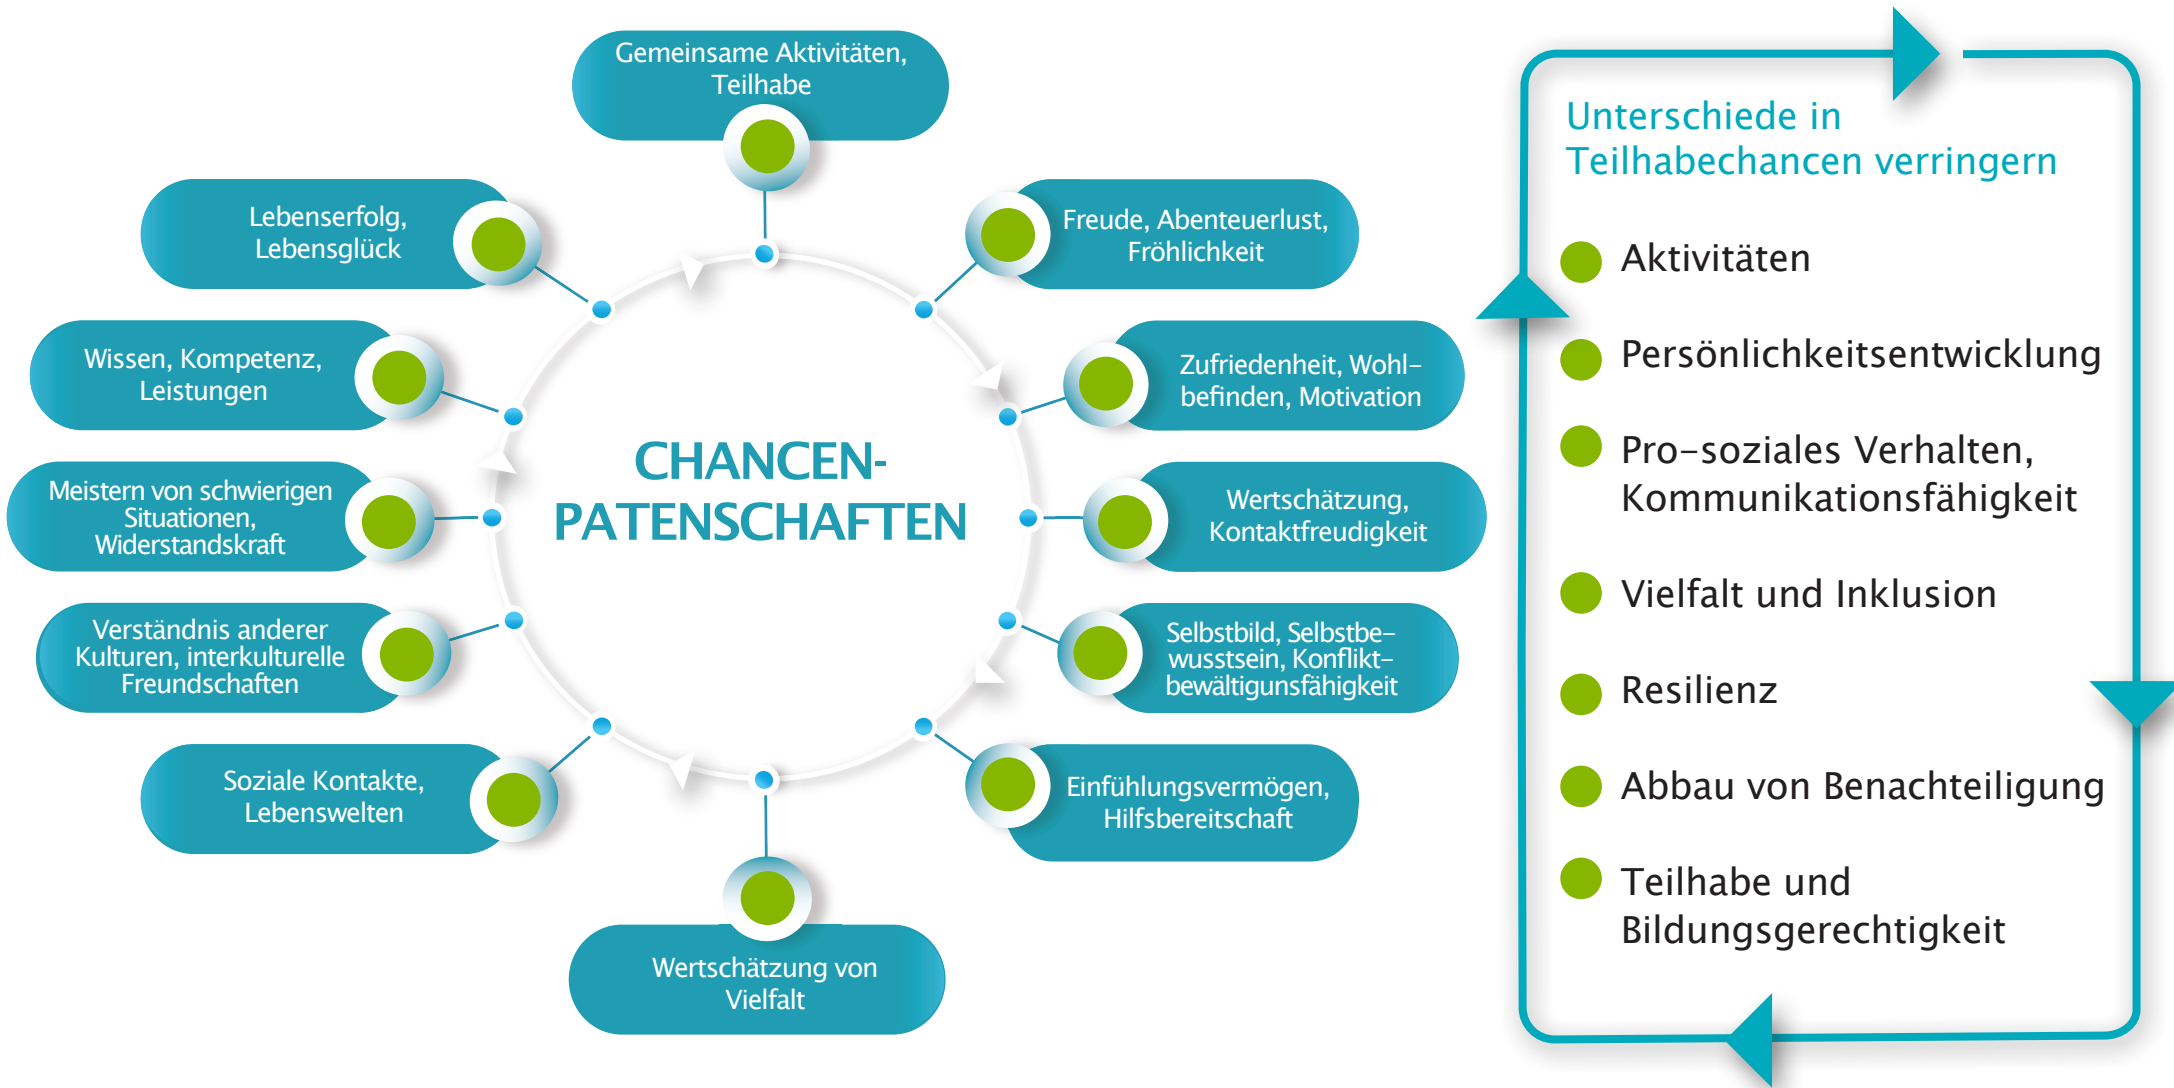 Gemeinsame Aktivitäten,
Teilhabe
Freude, Abenteuerlust,
Fröhlichkeit
Zufriedenheit, Wohl-
befinden, Motivation
Wertschätzung,
Kontaktfreudigkeit
Selbstbild, Selbstbe-
wusstsein, Konflikt-
bewältigunsfähigkeit
Einfühlungsvermögen,
Hilfsbereitschaft
Wertschätzung von
Vielfalt
Soziale Kontakte,
Lebenswelten
Verständnis anderer
Kulturen, interkulturelle
Freundschaften
Meistern von schwierigen
Situationen,
Widerstandskraft
Wissen, Kompetenz,
Leistungen
Lebenserfolg,
Lebensglück
CHANCEN-
PATENSCHAFTEN
Unterschiede in
Teilhabechancen verringern
Aktivitäten
Persönlichkeitsentwicklung
Pro-soziales Verhalten,
Kommunikationsfähigkeit
Vielfalt und Inklusion
Resilienz
Abbau von Benachteiligung
Teilhabe und
Bildungsgerechtigkeit